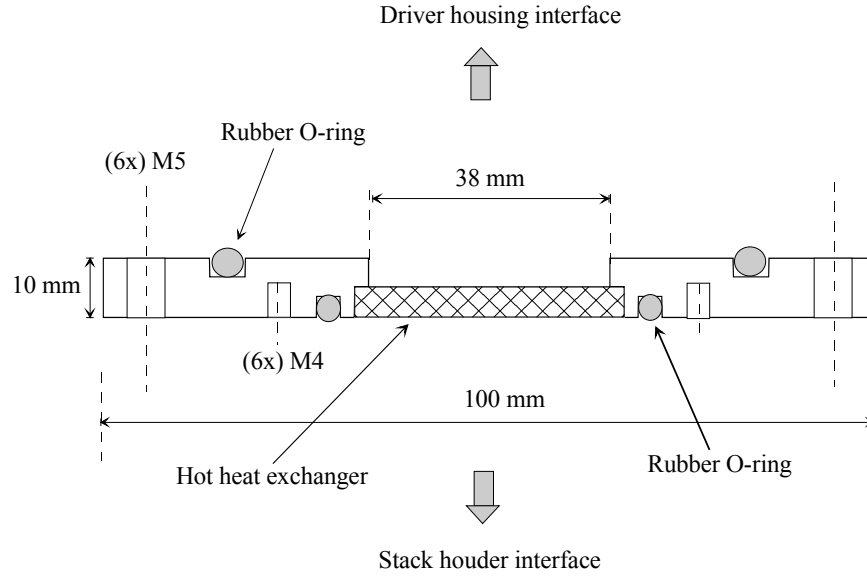 Driver housing interface
Rubber O-ring
(6x) M5
38 mm
10 mm
(6x) M4
100 mm
Hot heat exchanger
Rubber O-ring
Stack houder interface